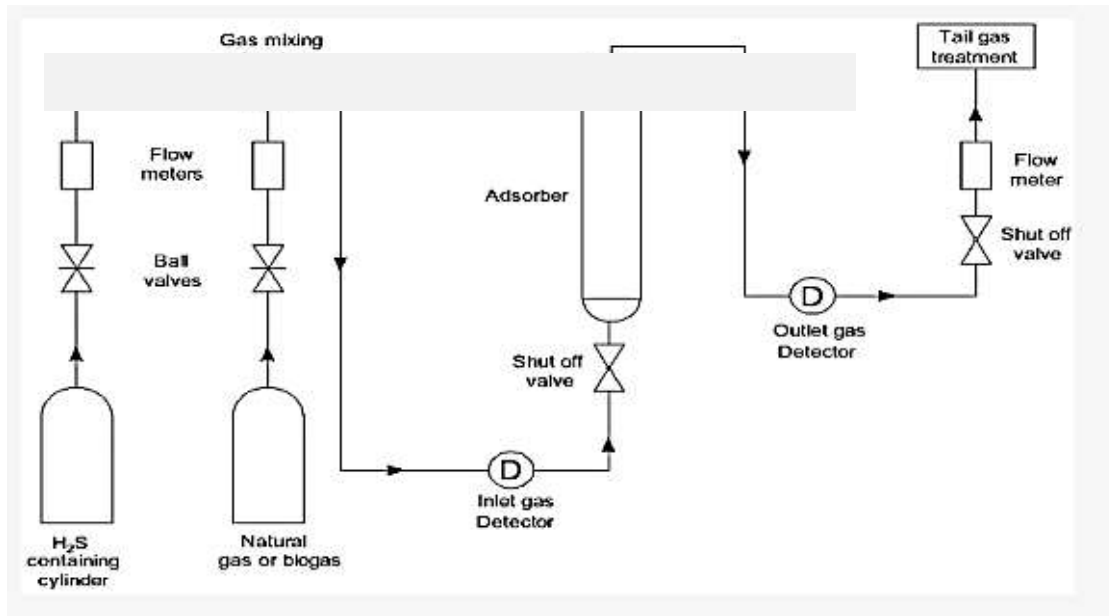 Gas mixing
Tail gas
treatment
Flow
meters
Adsorber
Flow
meter
Ball
valves
Shut off
valve
D
Outlet gas
Detector
Shut off
valve
D
Inlet gas
Detector
H₂S
containing
cylinder
Natural
gas or biogas